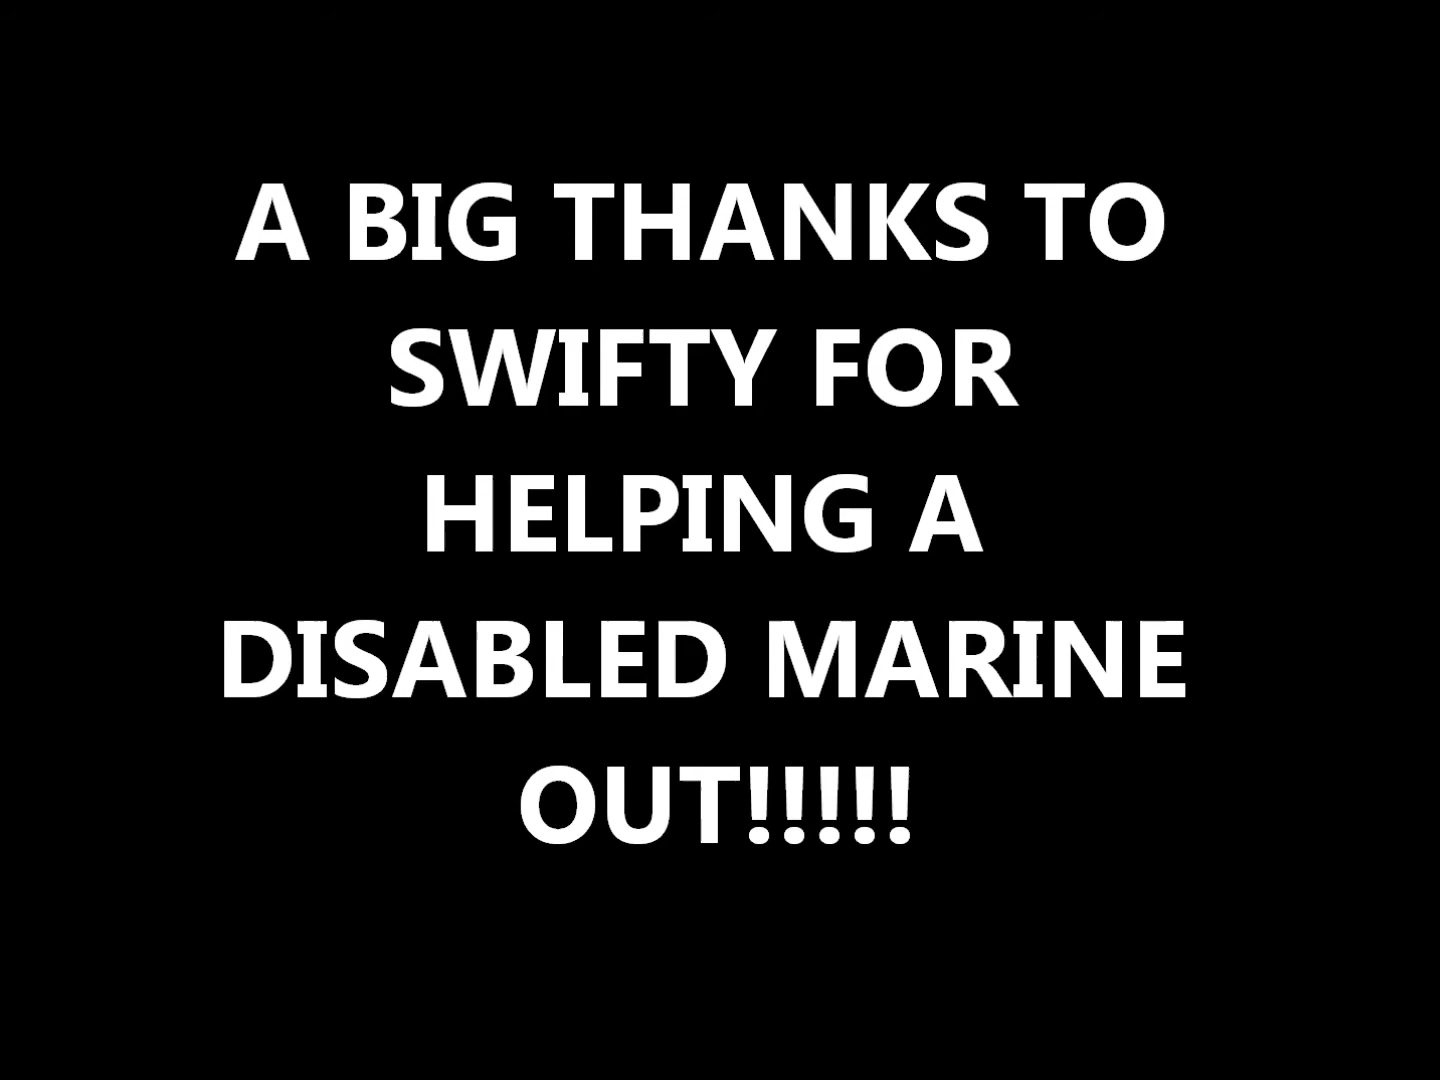 A BIG THANKS TO
SWIFTY FOR
HELPING A
DISABLED MARINE
OUT!!!!!